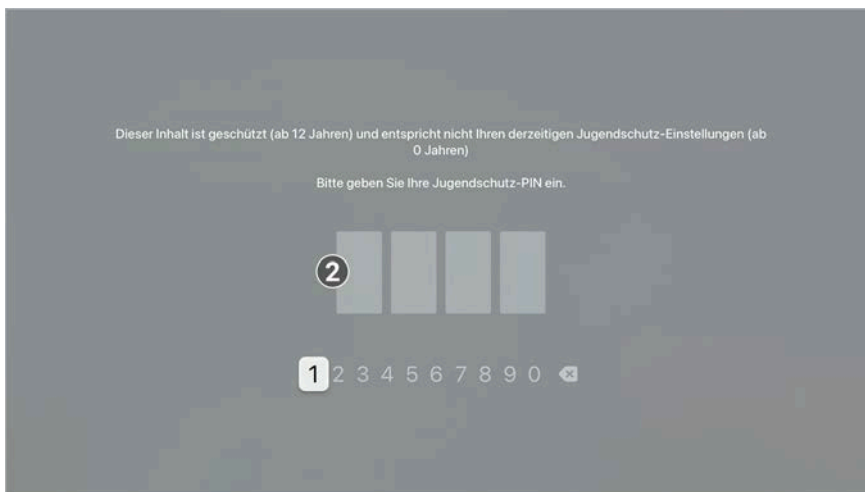 Dieser Inhalt ist geschützt (ab 12 Jahren) und entspricht nicht Ihren derzeitigen Jugendschutz-Einstellungen (ab
0 Jahren)
Bitte geben Sie Ihre Jugendschutz-PIN ein.
2
1 2 3 4 5 6 7 8 9 0